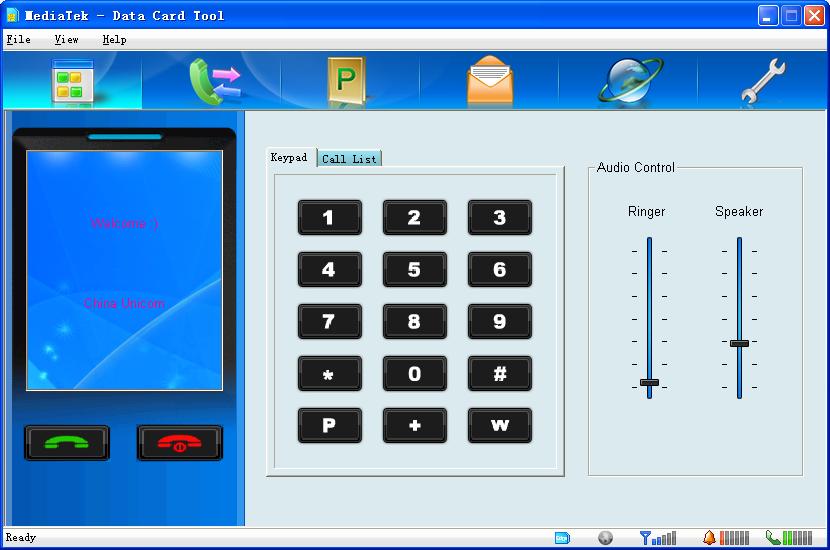 MediaTek - Data Card Tool
File View Help
P
Welcome :)
China Unicom
Keypad Call List
1 2 3
4 5 6
7 8 9
* 0 #
P + w
Audio Control
Ringer Speaker
Ready